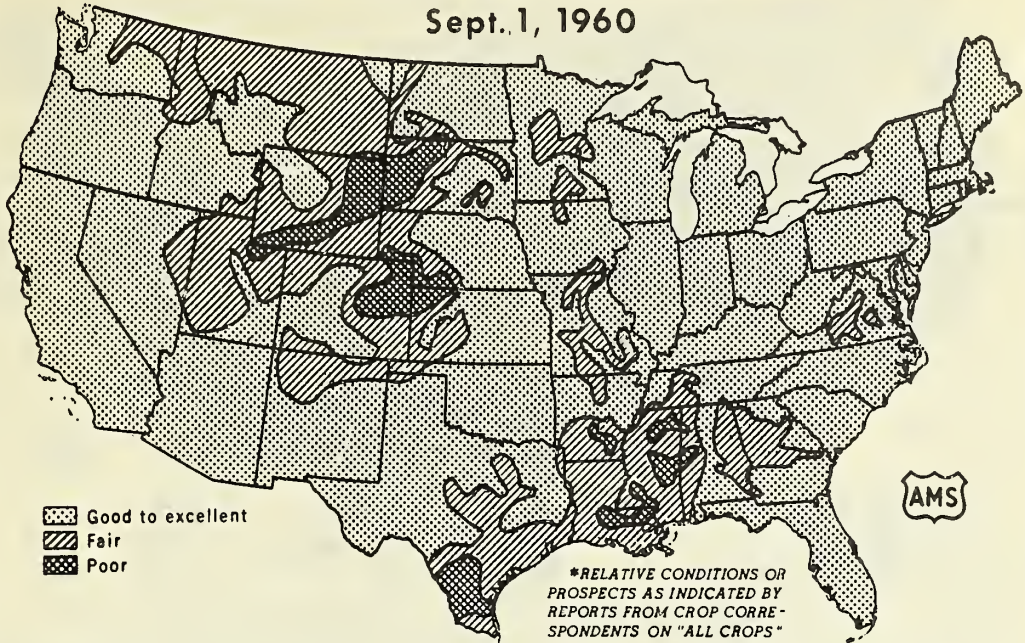 Sept. 1, 1960
Good to excellent
Fair
Poor
AMS
*RELATIVE CONDITIONS OR
PROSPECTS AS INDICATED BY
REPORTS FROM CROP CORRE-
SPONDENTS ON "ALL CROPS"